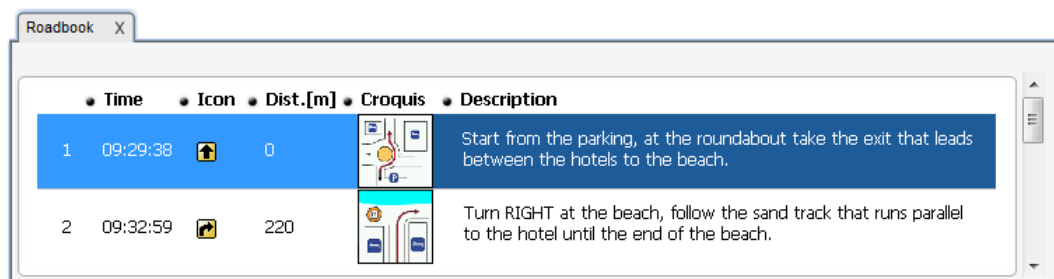 Roadbook X
Time Icon Dist.[m] Croquis Description
1 09:29:38 0 Start from the parking, at the roundabout take the exit that leads
between the hotels to the beach.
2 09:32:59 220 Turn RIGHT at the beach, follow the sand track that runs parallel
to the hotel until the end of the beach.